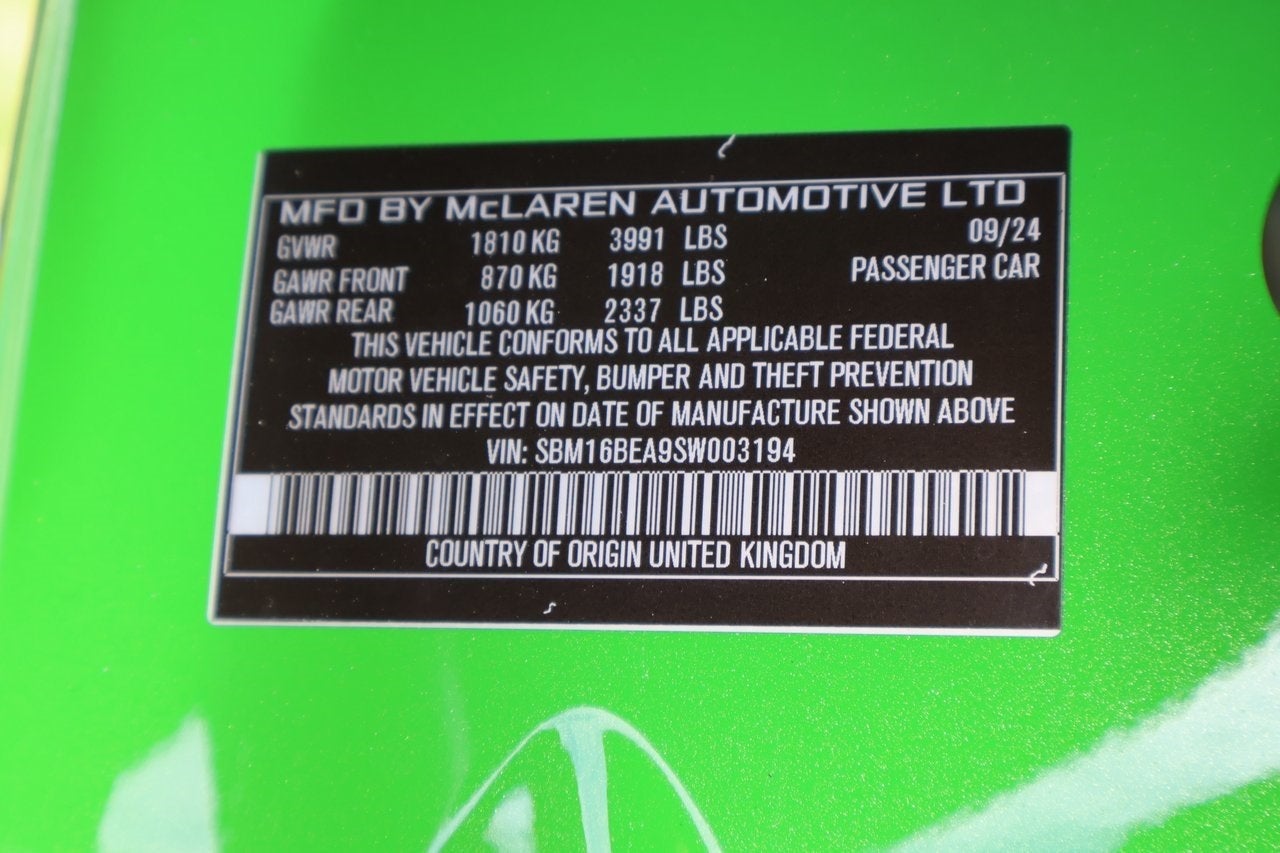 MFD BY McLAREN AUTOMOTIVE LTD
GVWR 1810 KG 3991 LBS 09/24
GAWR FRONT 870 KG 1918 LBS PASSENGER CAR
GAWR REAR 1060 KG 2337 LBS
THIS VEHICLE CONFORMS TO ALL APPLICABLE FEDERAL
MOTOR VEHICLE SAFETY, BUMPER AND THEFT PREVENTION
STANDARDS IN EFFECT ON DATE OF MANUFACTURE SHOWN ABOVE
VIN: SBM16BEA9SW003194
COUNTRY OF ORIGIN UNITED KINGDOM